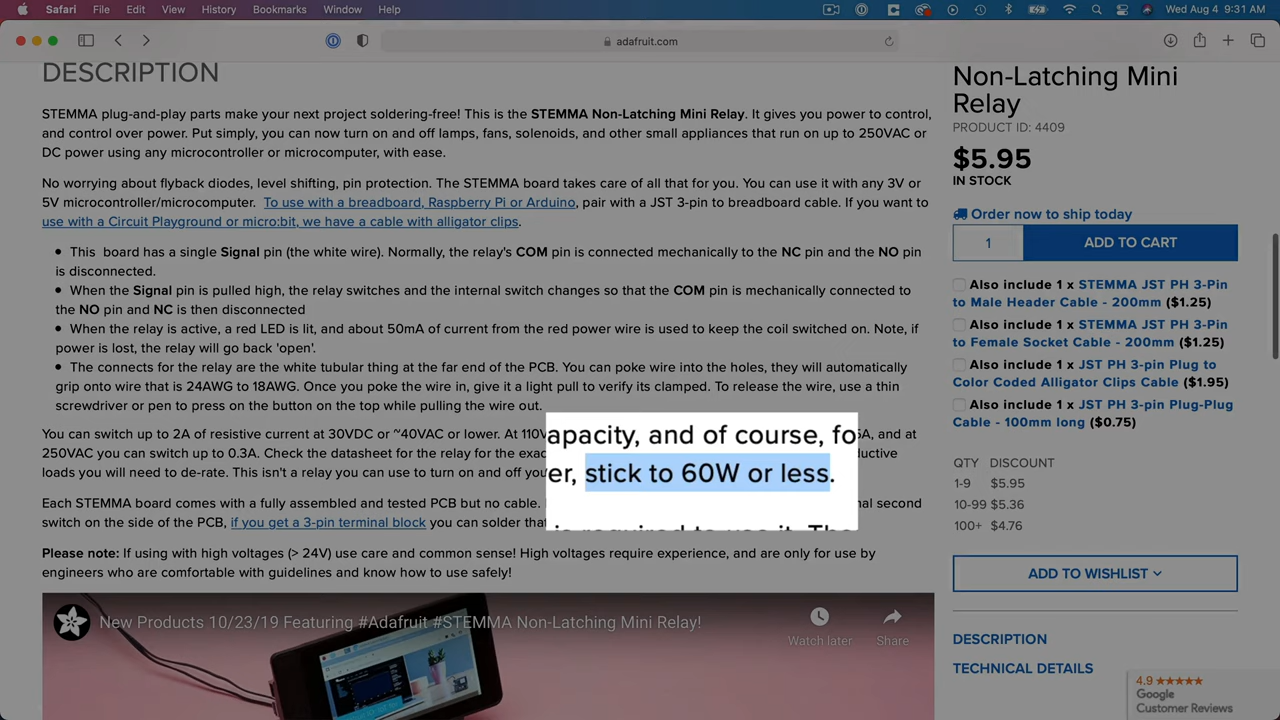 Safari File Edit View History Bookmarks Window Help
Wed Aug 4 9:31 AM
adafruit.com
DESCRIPTION
STEMMA plug-and-play parts make your next project soldering-free! This is the STEMMA Non-Latching Mini Relay. It gives you power to control,
and control over power. Put simply, you can now turn on and off lamps, fans, solenoids, and other small appliances that run on up to 250VAC or
DC power using any microcontroller or microcomputer, with ease.
No worrying about flyback diodes, level shifting, pin protection. The STEMMA board takes care of all that for you. You can use it with any 3V or
5V microcontroller/microcomputer. To use with a breadboard, Raspberry Pi or Arduino, pair with a JST 3-pin to breadboard cable. If you want to
use with a Circuit Playground or micro:bit, we have a cable with alligator clips.
• This board has a single Signal pin (the white wire). Normally, the relay's COM pin is connected mechanically to the NC pin and the NO pin
is disconnected.
• When the Signal pin is pulled high, the relay switches and the internal switch changes so that the COM pin is mechanically connected to
the NO pin and NC is then disconnected
• When the relay is active, a red LED is lit, and about 50mA of current from the red power wire is used to keep the coil switched on. Note, if
power is lost, the relay will go back 'open'.
• The connects for the relay are the white tubular thing at the far end of the PCB. You can poke wire into the holes, they will automatically
grip onto wire that is 24AWG to 18AWG. Once you poke the wire in, give it a light pull to verify its clamped. To release the wire, use a thin
screwdriver or pen to press on the button on the top while pulling the wire out.
You can switch up to 2A of resistive current at 30VDC or ~40VAC or lower. At 110V
and at
250VAC you can switch up to 0.3A. Check the datasheet for the relay for the
loads you will need to de-rate. This isn't a relay you can use to turn on and off
apacity, and of course, fo
er, stick to 60W or less.
is required to use it. The
Each STEMMA board comes with a fully assembled and tested PCB but no cable.
second
switch on the side of the PCB, if you get a 3-pin terminal block you can solder
Please note: If using with high voltages (> 24V) use care and common sense! High voltages require experience, and are only for use by
engineers who are comfortable with guidelines and know how to use safely!
New Products 10/23/19 Featuring #Adafruit #STEMMA Non-Latching Mini Relay!
Watch later
Share
Non-Latching Mini
Relay
PRODUCT ID: 4409
$5.95
IN STOCK
Order now to ship today
1
ADD TO CART
Also include 1 x STEMMA JST PH 3-Pin
to Male Header Cable - 200mm ($1.25)
Also include 1 x STEMMA JST PH 3-Pin
to Female Socket Cable - 200mm ($1.25)
Also include 1 x JST PH 3-pin Plug to
Color Coded Alligator Clips Cable ($1.95)
Also include 1 x JST PH 3-pin Plug-Plug
Cable - 100mm long ($0.75)
QTY DISCOUNT
1-9 $5.95
10-99 $5.36
100+ $4.76
ADD TO WISHLIST
DESCRIPTION
TECHNICAL DETAILS
4.9 ★★★★★
Google
Customer Reviews